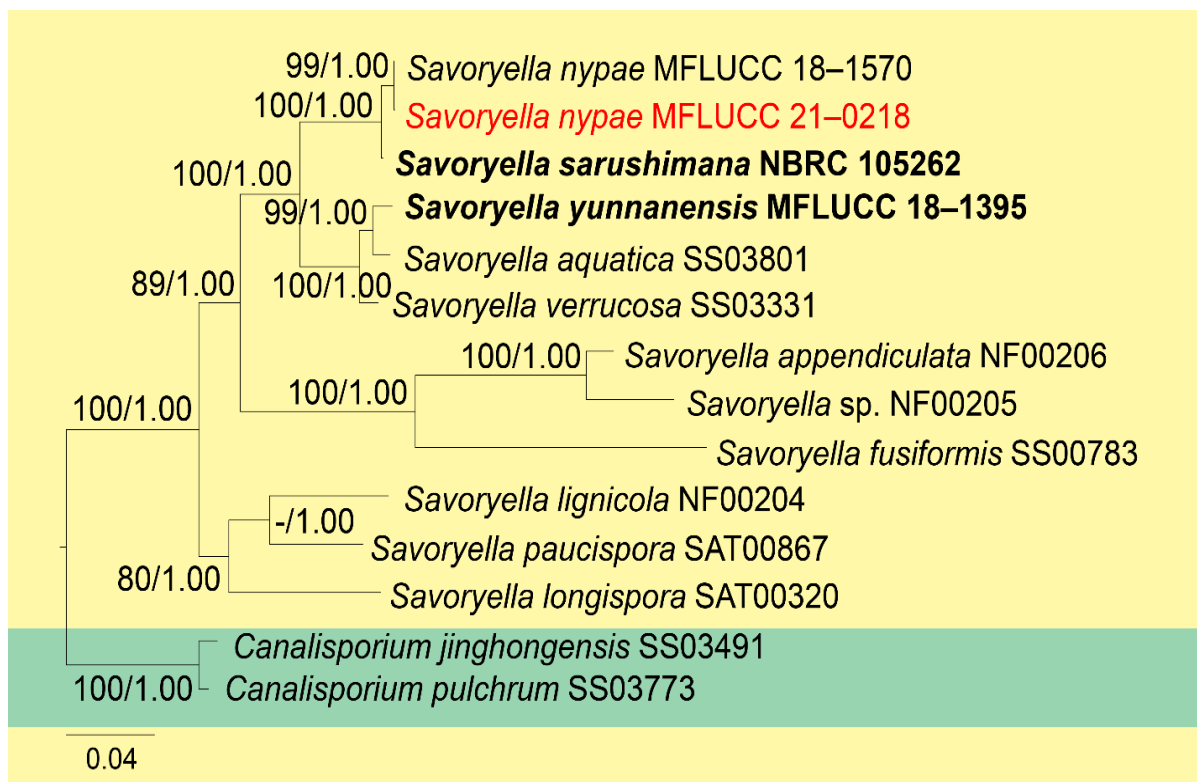 99/1.00
Savoryella nypae MFLUCC 18–1570
100/1.00
Savoryella nypae MFLUCC 21–0218
Savoryella sarushimana NBRC 105262
100/1.00
99/1.00
Savoryella yunnanensis MFLUCC 18–1395
Savoryella aquatica SS03801
89/1.00
100/1.00
Savoryella verrucosa SS03331
100/1.00
Savoryella appendiculata NF00206
100/1.00
Savoryella sp. NF00205
100/1.00
Savoryella fusiformis SS00783
Savoryella lignicola NF00204
-/1.00
Savoryella paucispora SAT00867
80/1.00
Savoryella longispora SAT00320
Canalisporium jinghongensis SS03491
100/1.00
Canalisporium pulchrum SS03773
0.04